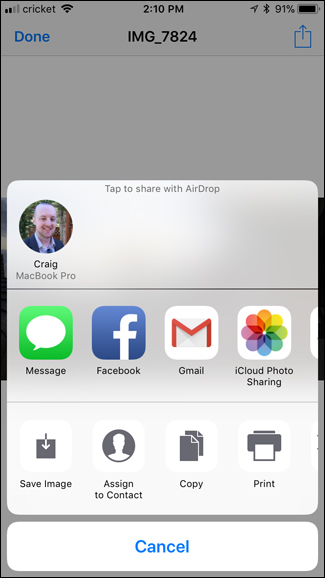 cricket 2:10 PM 91%
Done IMG_7824
Tap to share with AirDrop
Craig
MacBook Pro
Message Facebook Gmail iCloud Photo
Sharing
Save Image Assign Copy Print
to Contact
Cancel